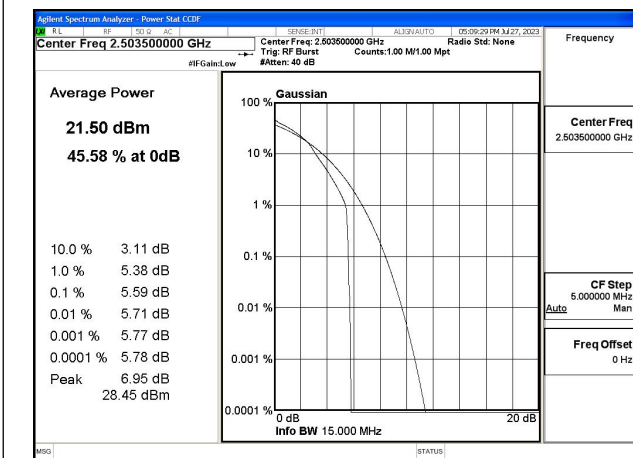 Agilent Spectrum Analyzer - Power Stat CCDF
LXI RL RF 50 Ω AC SENSE:INT ALIGN AUTO 05:09:29 PM Jul 27, 2023
Center Freq 2.503500000 GHz
Center Freq: 2.503500000 GHz Radio Std: None
Trig: RF Burst Counts:1.00 M/1.00 Mpt
#IFGain:Low #Atten: 40 dB
Frequency
Average Power
21.50 dBm
45.58 % at 0dB
10.0 % 3.11 dB
1.0 % 5.38 dB
0.1 % 5.59 dB
0.01 % 5.71 dB
0.001 % 5.77 dB
0.0001 % 5.78 dB
Peak 6.95 dB
28.45 dBm
Gaussian
100 %
10 %
1 %
0.1 %
0.01 %
0.001 %
0.0001 %
0 dB 20 dB
Info BW 15.000 MHz
Center Freq
2.503500000 GHz
CF Step
5.000000 MHz
Auto Man
Freq Offset
0 Hz
MSG STATUS